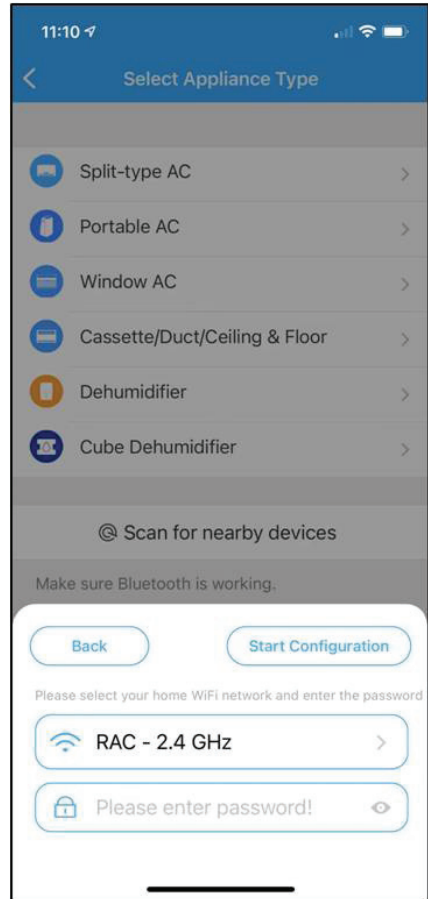 11:10
Select Appliance Type
Split-type AC
Portable AC
Window AC
Cassette/Duct/Ceiling & Floor
Dehumidifier
Cube Dehumidifier
Scan for nearby devices
Make sure Bluetooth is working.
Back
Start Configuration
Please select your home WiFi network and enter the password
RAC - 2.4 GHz
Please enter password!